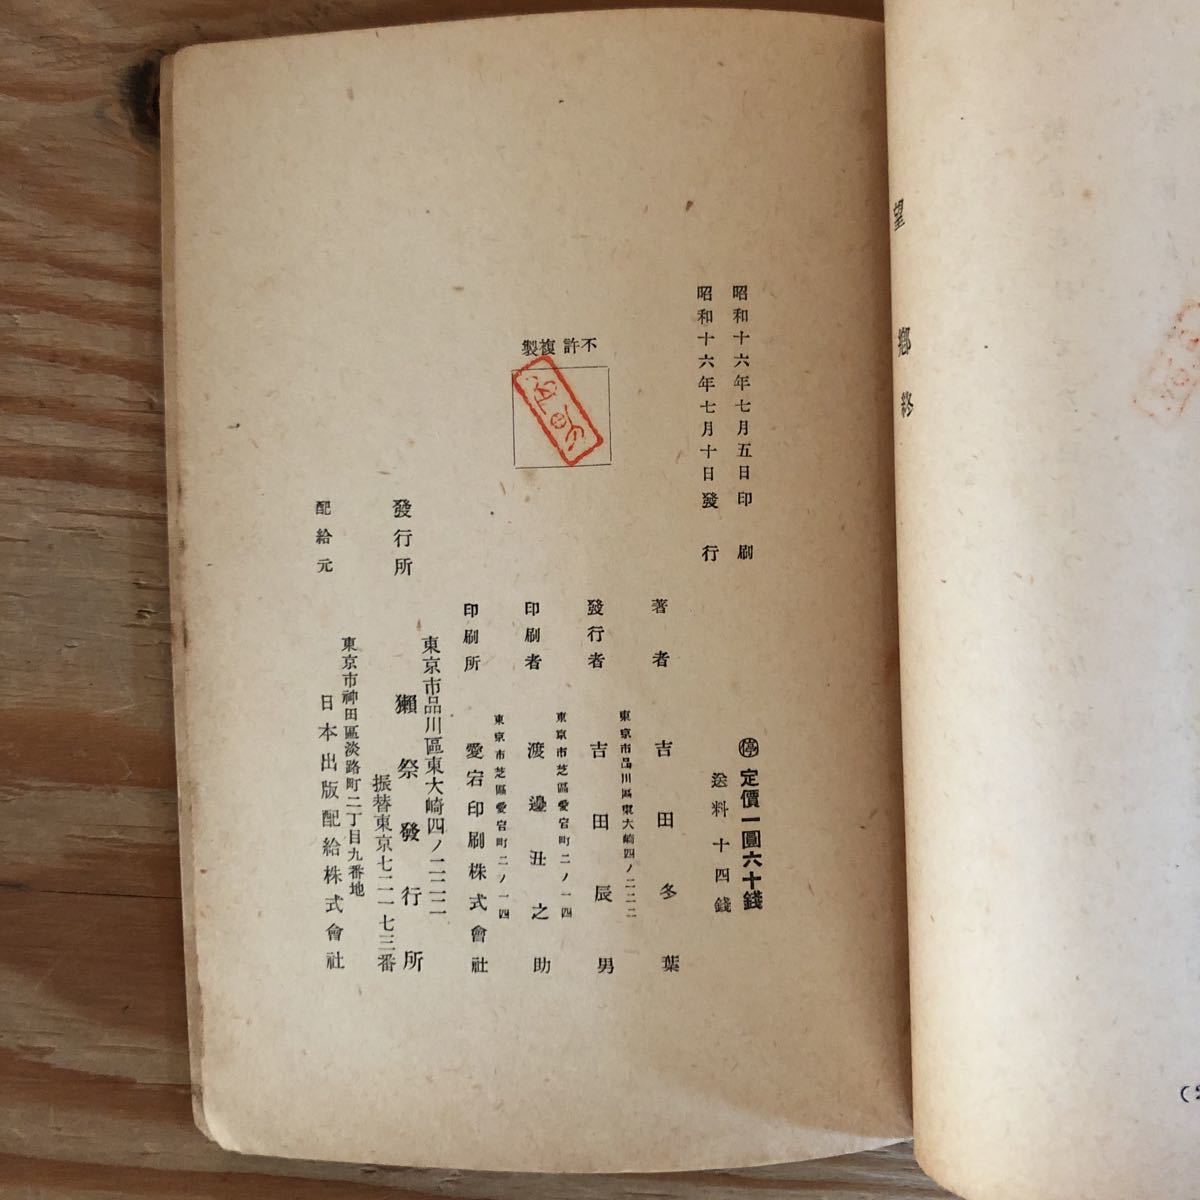 望鄕終
昭和十六年七月五日印刷
昭和十六年七月十日發行
不許複製
㊡定價一圓六十錢
送料十四錢
著者 吉田冬葉
東京市品川區東大崎四ノ二二二
發行者 吉田辰男
東京市芝區愛宕町二ノ一四
印刷者 渡邉丑之助
東京市芝區愛宕町二ノ一四
印刷所 愛宕印刷株式會社
東京市品川區東大崎四ノ二二二
發行所 獺祭發行所
振替東京七二一七三番
東京市神田區淡路町二丁目九番地
配給元 日本出版配給株式會社